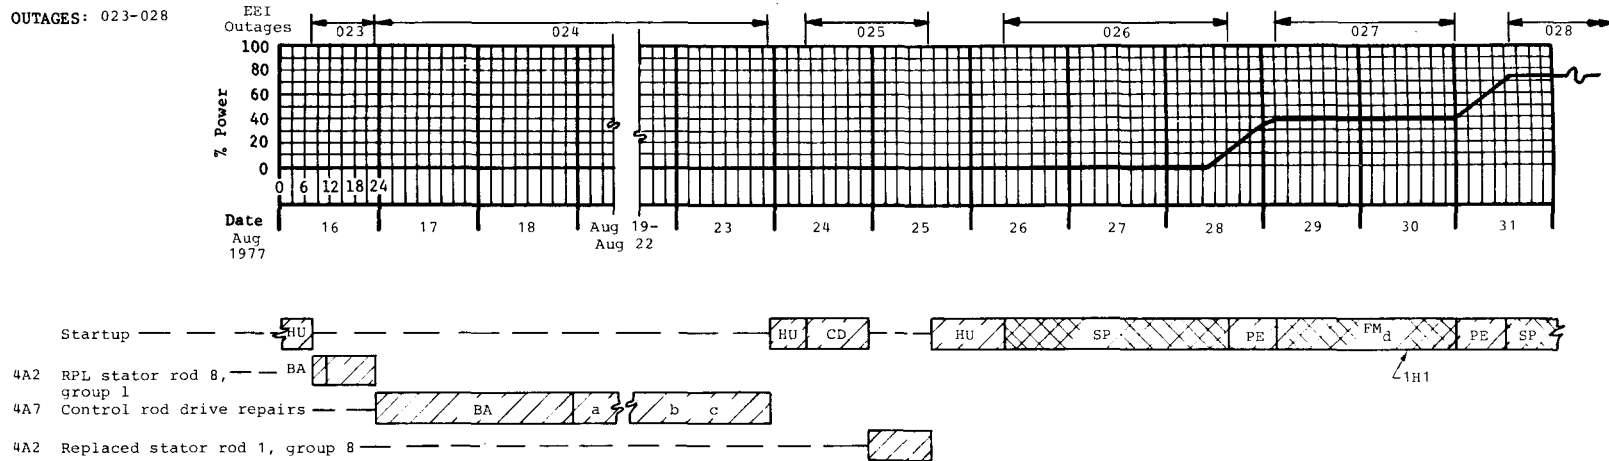 OUTAGES: 023-028
EEI
Outages
023
024
025
026
027
028
% Power
100
80
60
40
20
0
0 6 12 18 24
Date
Aug
1977
16
17
18
Aug 19-
Aug 22
23
24
25
26
27
28
29
30
31
Startup
HU
HU
CD
HU
SP
PE
FM
d
PE
SP
1H1
4A2 RPL stator rod 8,
group 1
BA
4A7 Control rod drive repairs
BA
a
b
c
4A2 Replaced stator rod 1, group 8